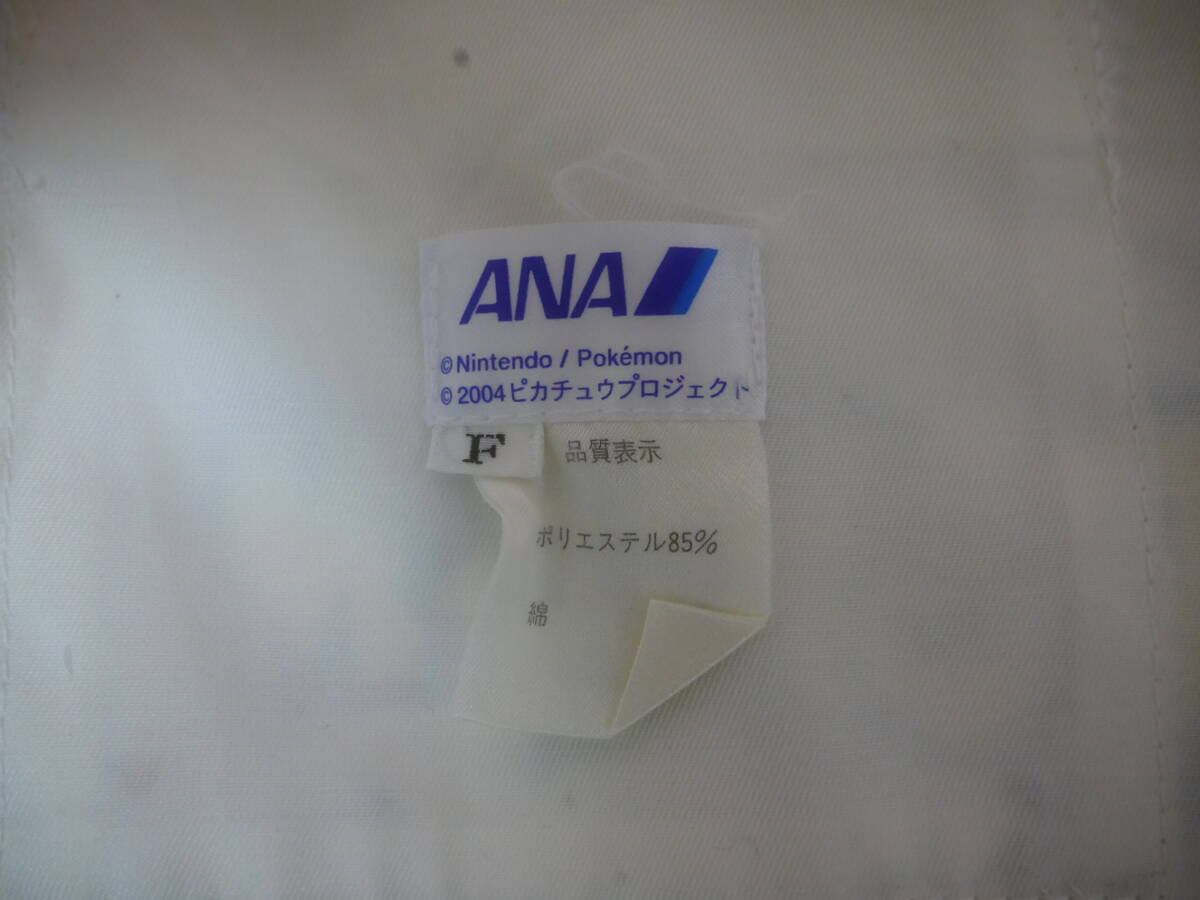 ANA
©Nintendo / Pokémon
©2004ピカチュウプロジェクト
F
品質表示
ポリエステル85%
綿